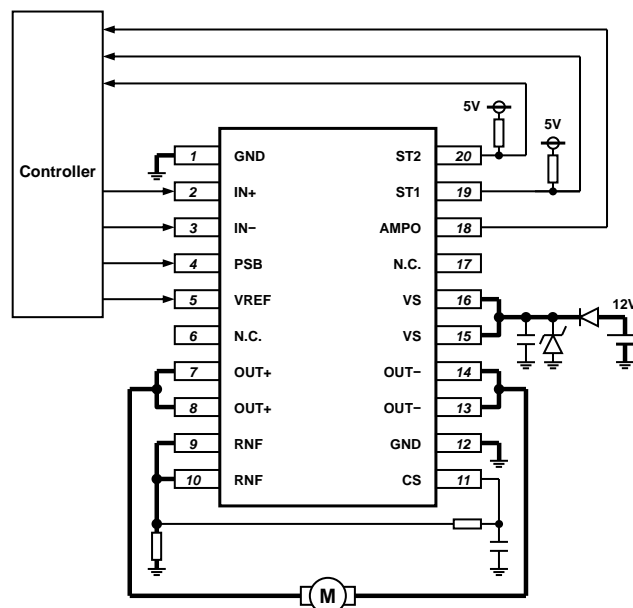 5V
5V
Controller
1 GND ST2 20
2 IN+ ST1 19
3 IN− AMPO 18
4 PSB N.C. 17
5 VREF VS 16
12V
6 N.C. VS 15
7 OUT+ OUT− 14
8 OUT+ OUT− 13
9 RNF GND 12
10 RNF CS 11
M